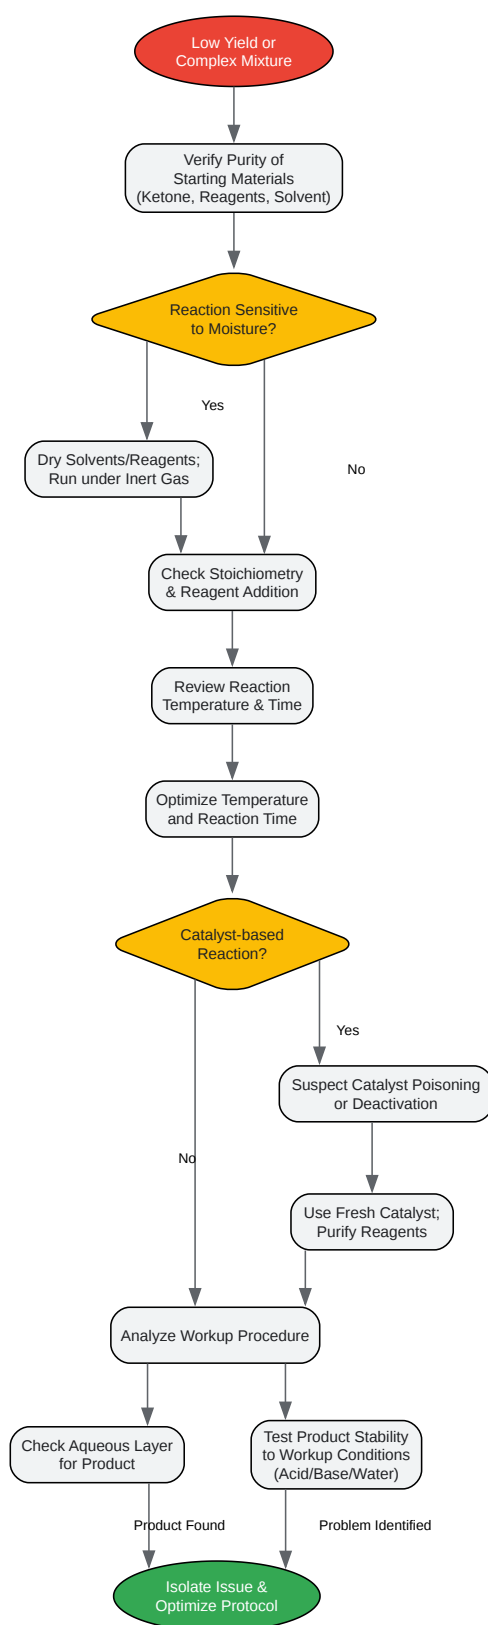 Low Yield or
Complex Mixture
Verify Purity of
Starting Materials
(Ketone, Reagents, Solvent)
Reaction Sensitive
to Moisture?
Yes
No
Dry Solvents/Reagents;
Run under Inert Gas
Check Stoichiometry
& Reagent Addition
Review Reaction
Temperature & Time
Optimize Temperature
and Reaction Time
Catalyst-based
Reaction?
Yes
Suspect Catalyst Poisoning
or Deactivation
No
Use Fresh Catalyst;
Purify Reagents
Analyze Workup Procedure
Check Aqueous Layer
for Product
Test Product Stability
to Workup Conditions
(Acid/Base/Water)
Product Found
Problem Identified
Isolate Issue &
Optimize Protocol